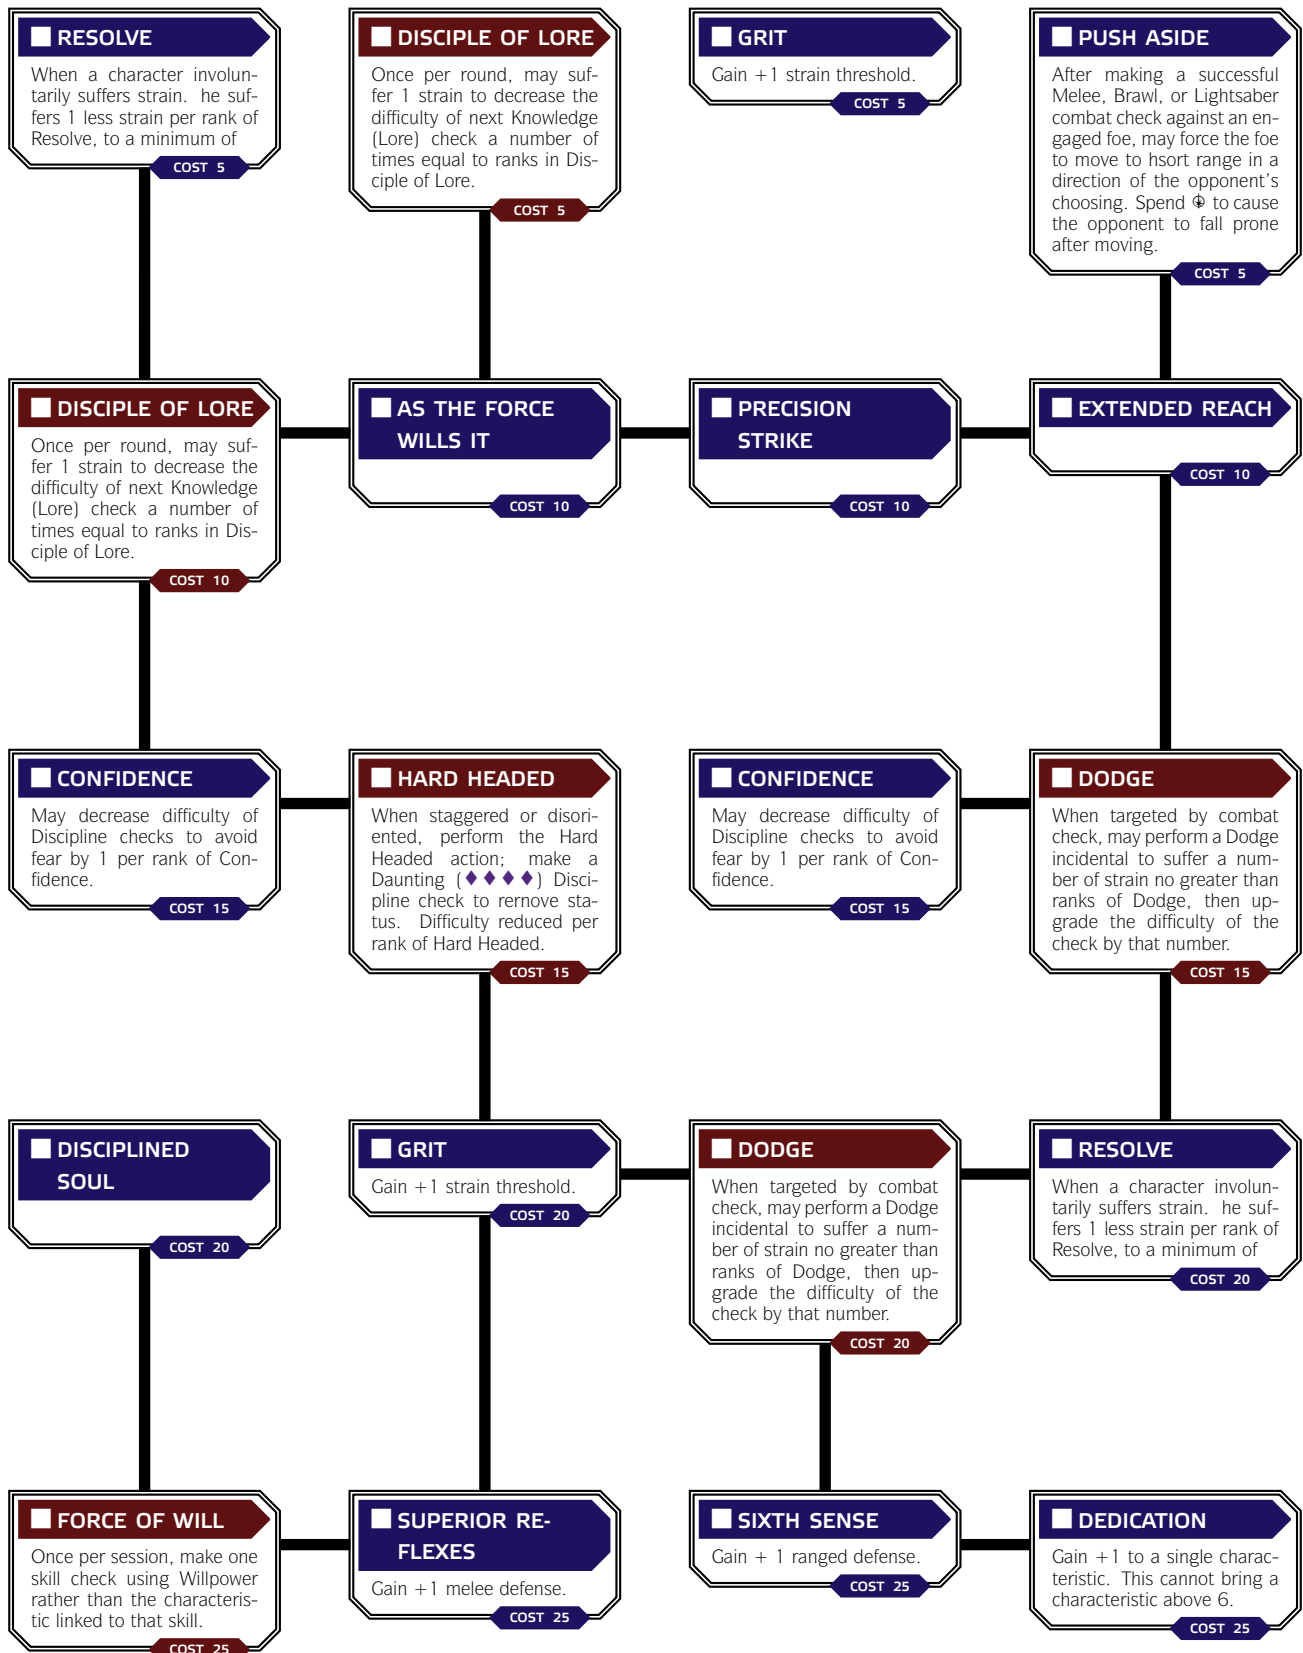 RESOLVE
When a character involun-
tarily suffers strain. he suf-
fers 1 less strain per rank of
Resolve, to a minimum of
COST 5
DISCIPLE OF LORE
Once per round, may suf-
fer 1 strain to decrease the
difficulty of next Knowledge
(Lore) check a number of
times equal to ranks in Dis-
ciple of Lore.
COST 5
GRIT
Gain +1 strain threshold.
COST 5
PUSH ASIDE
After making a successful
Melee, Brawl, or Lightsaber
combat check against an en-
gaged foe, may force the foe
to move to hsort range in a
direction of the opponent's
choosing. Spend to cause
the opponent to fall prone
after moving.
COST 5
DISCIPLE OF LORE
Once per round, may suf-
fer 1 strain to decrease the
difficulty of next Knowledge
(Lore) check a number of
times equal to ranks in Dis-
ciple of Lore.
COST 10
AS THE FORCE
WILLS IT
COST 10
PRECISION
STRIKE
COST 10
EXTENDED REACH
COST 10
CONFIDENCE
May decrease difficulty of
Discipline checks to avoid
fear by 1 per rank of Con-
fidence.
COST 15
HARD HEADED
When staggered or disori-
ented, perform the Hard
Headed action; make a
Daunting (♦ ♦ ♦ ♦) Disci-
pline check to rernove sta-
tus. Difficulty reduced per
rank of Hard Headed.
COST 15
CONFIDENCE
May decrease difficulty of
Discipline checks to avoid
fear by 1 per rank of Con-
fidence.
COST 15
DODGE
When targeted by combat
check, may perform a Dodge
incidental to suffer a num-
ber of strain no greater than
ranks of Dodge, then up-
grade the difficulty of the
check by that number.
COST 15
DISCIPLINED
SOUL
COST 20
GRIT
Gain +1 strain threshold.
COST 20
DODGE
When targeted by combat
check, may perform a Dodge
incidental to suffer a num-
ber of strain no greater than
ranks of Dodge, then up-
grade the difficulty of the
check by that number.
COST 20
RESOLVE
When a character involun-
tarily suffers strain. he suf-
fers 1 less strain per rank of
Resolve, to a minimum of
COST 20
FORCE OF WILL
Once per session, make one
skill check using Willpower
rather than the characteris-
tic linked to that skill.
COST 25
SUPERIOR RE-
FLEXES
Gain +1 melee defense.
COST 25
SIXTH SENSE
Gain + 1 ranged defense.
COST 25
DEDICATION
Gain +1 to a single charac-
teristic. This cannot bring a
characteristic above 6.
COST 25